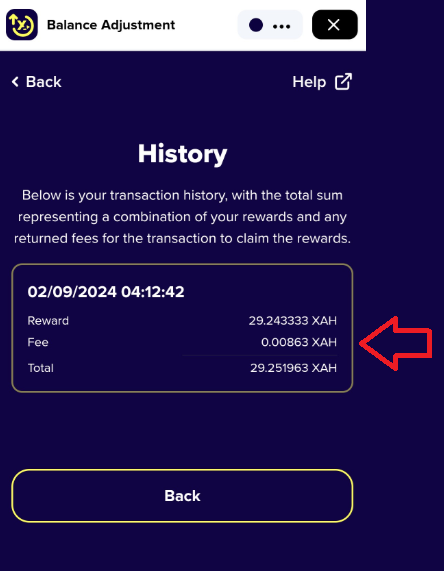 Balance Adjustment
Back
Help
History
Below is your transaction history, with the total sum
representing a combination of your rewards and any
returned fees for the transaction to claim the rewards.
02/09/2024 04:12:42
Reward 29.243333 XAH
Fee 0.00863 XAH
Total 29.251963 XAH
Back